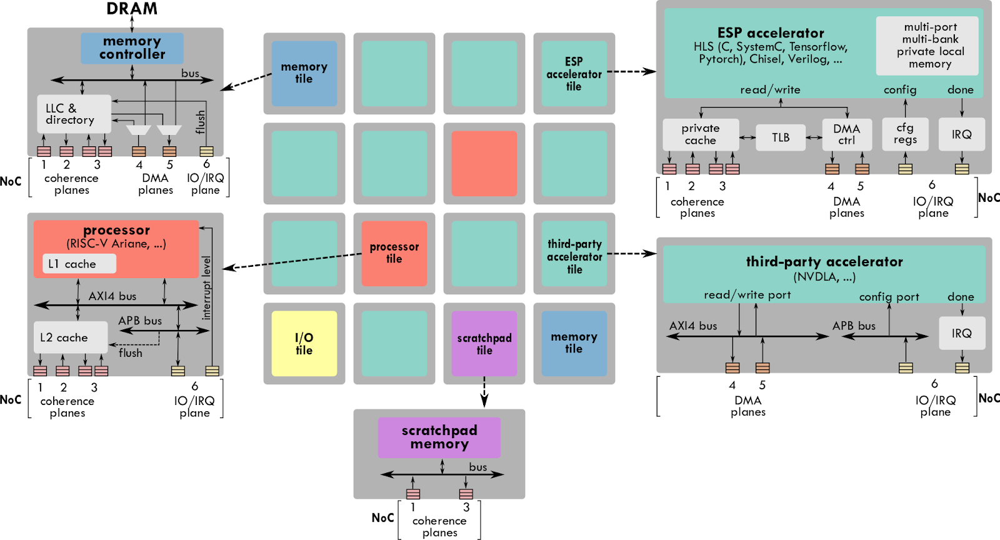 DRAM
memory
controller
bus
LLC &
directory
flush
1 2 3 4 5 6
NoC
coherence
planes
DMA
planes
IO/IRQ
plane
processor
(RISC-V Ariane, ...)
L1 cache
interrupt level
AXI4 bus
APB bus
L2 cache
flush
1 2 3 6
NoC
coherence
planes
IO/IRQ
plane
memory
tile
ESP
accelerator
tile
processor
tile
third-party
accelerator
tile
I/O
tile
scratchpad
tile
memory
tile
scratchpad
memory
bus
1 3
NoC
coherence
planes
ESP accelerator
HLS (C, SystemC, Tensorflow,
Pytorch), Chisel, Verilog, ...
multi-port
multi-bank
private local
memory
read/write
config
done
private
cache
TLB
DMA
ctrl
cfg
regs
IRQ
1 2 3 4 5 6
NoC
coherence
planes
DMA
planes
IO/IRQ
plane
third-party accelerator
(NVDLA, ...)
read/write port
config port
done
AXI4 bus
APB bus
IRQ
4 5 6
NoC
DMA
planes
IO/IRQ
plane